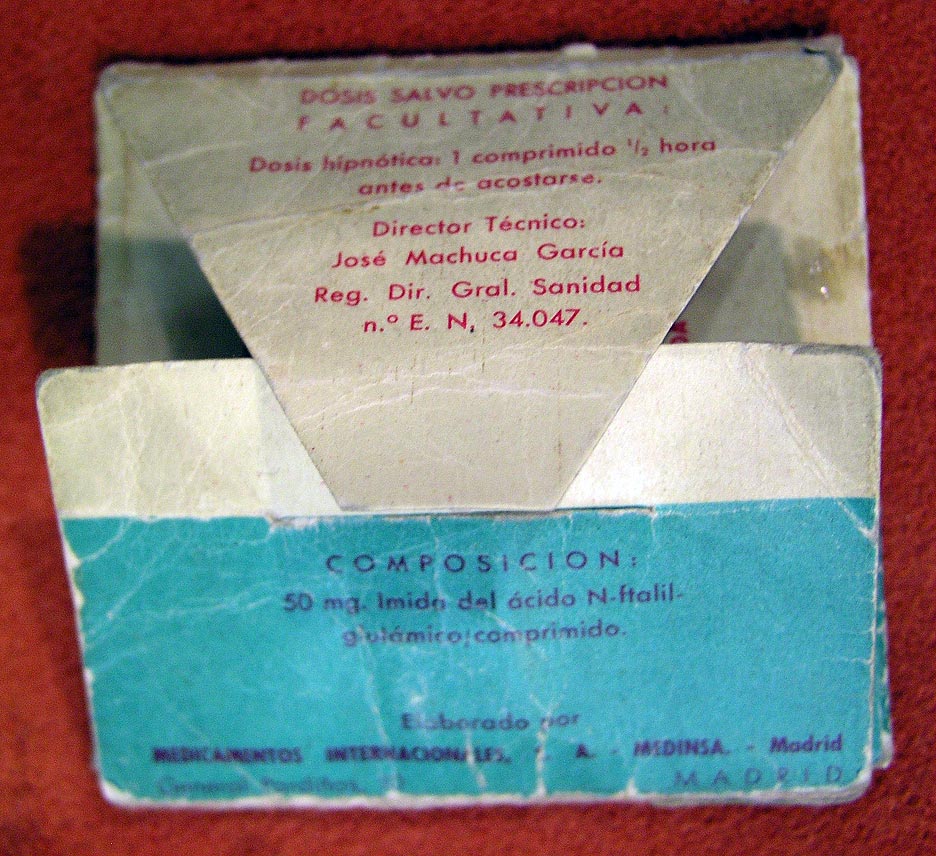 DOSIS SALVO PRESCRIPCION
FACULTATIVA:
Dosis hipnótica: 1 comprimido 1/2 hora
antes de acostarse.
Director Técnico:
José Machuca García
Reg. Dir. Gral. Sanidad
n.º E. N, 34.047.
COMPOSICION:
50 mg. Imida del ácido N-ftalil-
glutámico/comprimido.
Elaborado por
MEDICAMENTOS INTERNACIONALES, A. - MEDINSA. - Madrid
General MADRID